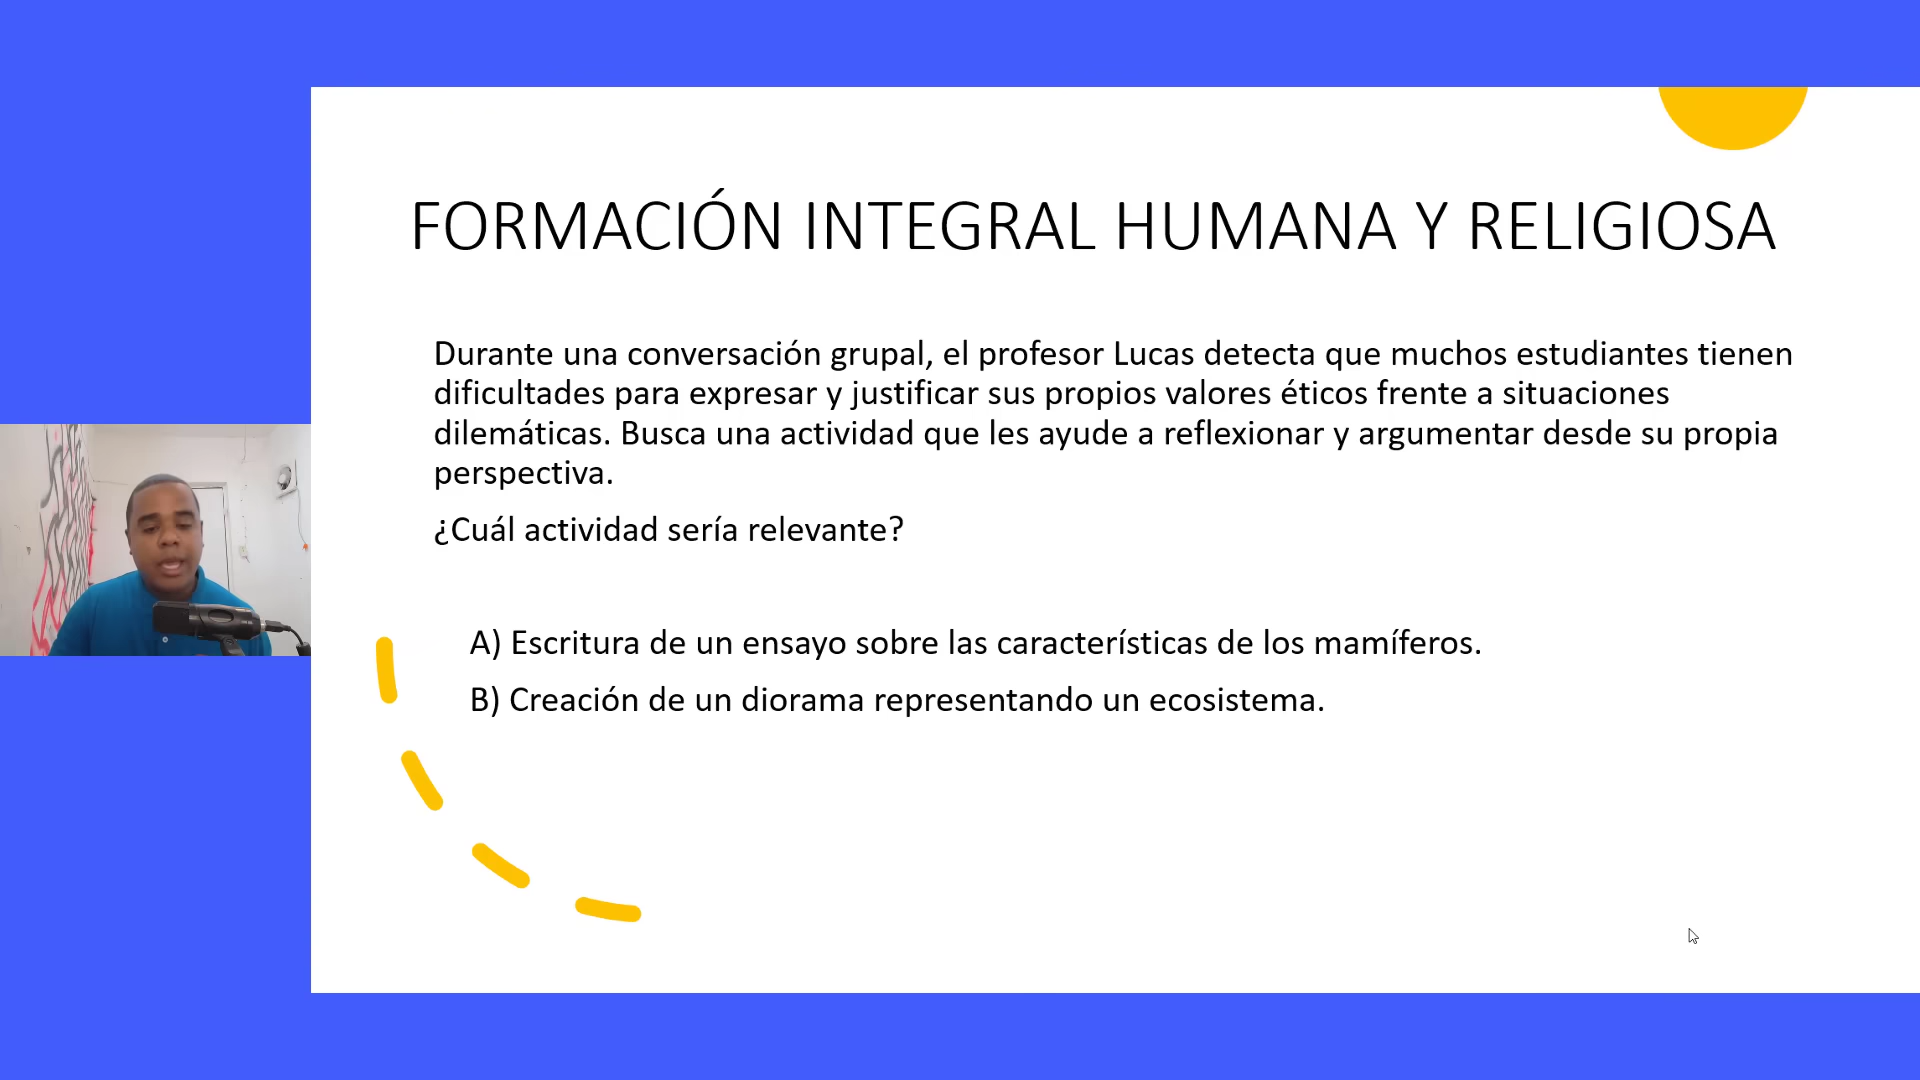 FORMACIÓN INTEGRAL HUMANA Y RELIGIOSA
Durante una conversación grupal, el profesor Lucas detecta que muchos estudiantes tienen
dificultades para expresar y justificar sus propios valores éticos frente a situaciones
dilemáticas. Busca una actividad que les ayude a reflexionar y argumentar desde su propia
perspectiva.
¿Cuál actividad sería relevante?
A) Escritura de un ensayo sobre las características de los mamíferos.
B) Creación de un diorama representando un ecosistema.